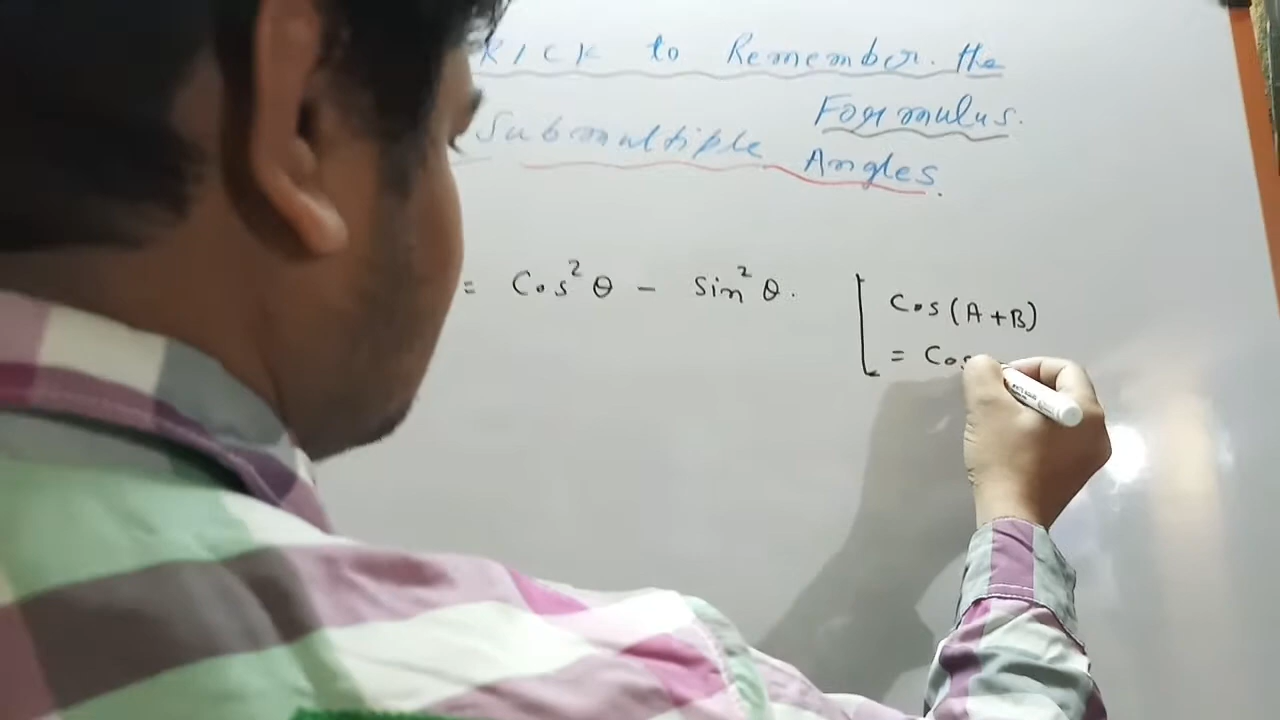 RICK to Remember. the
Formulus.
Submultiple Angles.
= Cos²θ - Sin²θ.
Cos(A+B)
= Cos